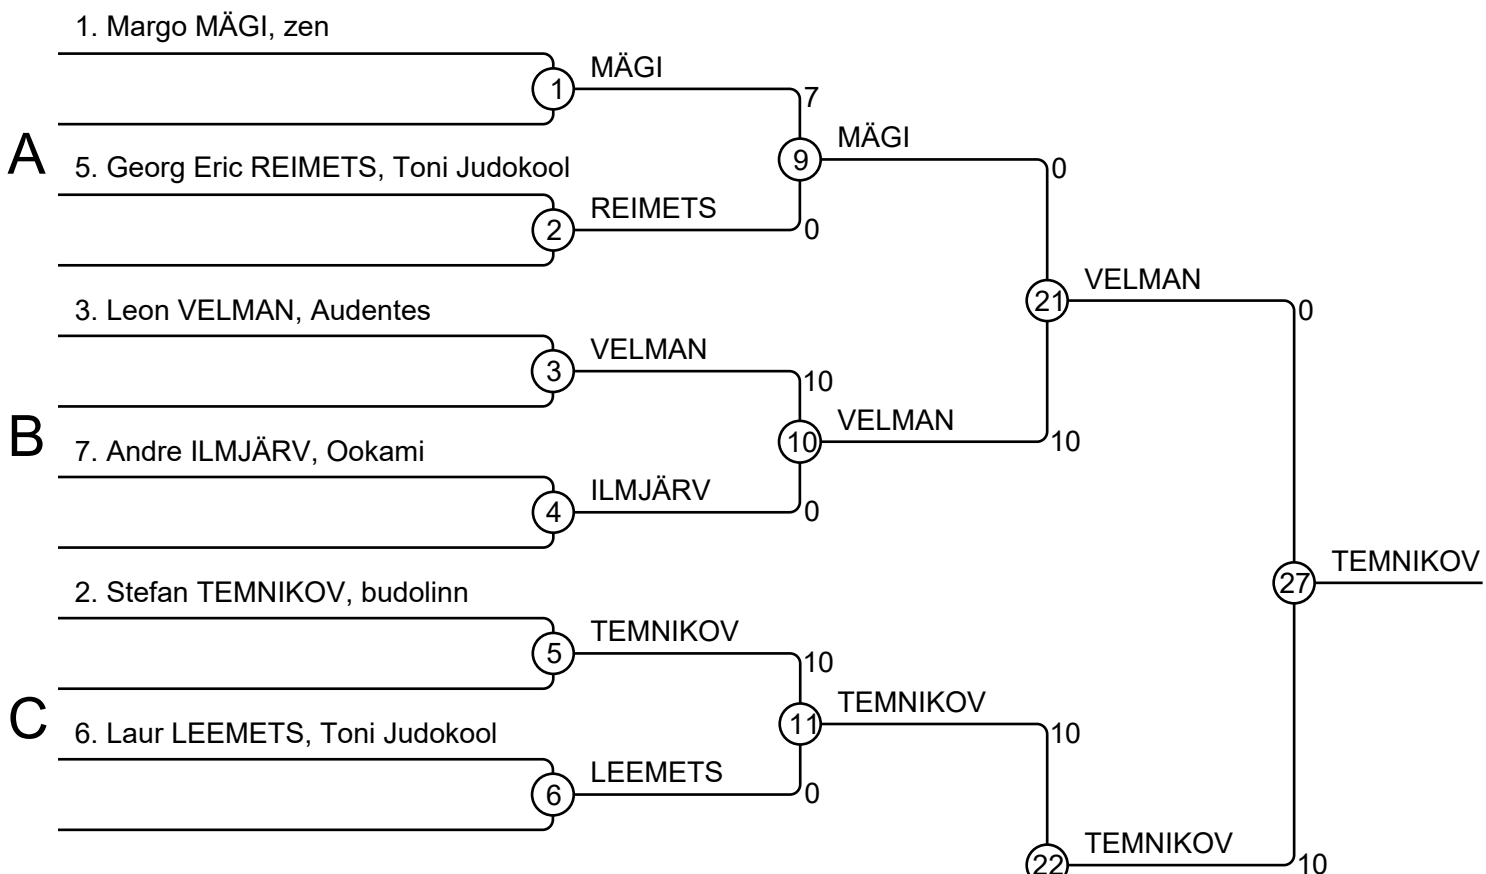 1. Margo MÄGI, zen
1
MÄGI
7
A
5. Georg Eric REIMETS, Toni Judokool
9
MÄGI
0
2
REIMETS
0
3. Leon VELMAN, Audentes
21
VELMAN
0
3
VELMAN
10
B
7. Andre ILMJÄRV, Ookami
10
VELMAN
10
4
ILMJÄRV
0
27
TEMNIKOV
2. Stefan TEMNIKOV, budolinn
5
TEMNIKOV
10
C
6. Laur LEEMETS, Toni Judokool
11
TEMNIKOV
10
6
LEEMETS
0
22
TEMNIKOV
10